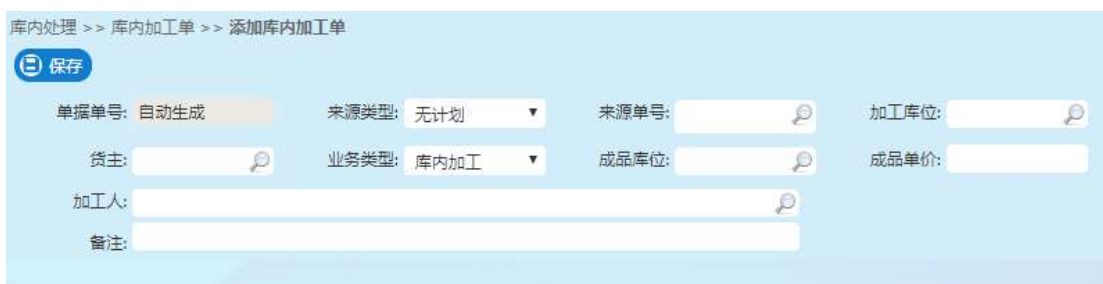 库内处理 >> 库内加工单 >> 添加库内加工单
保存
单据单号: 自动生成 来源类型: 无计划 来源单号: 加工库位:
货主: 业务类型: 库内加工 成品库位: 成品单价:
加工人:
备注: